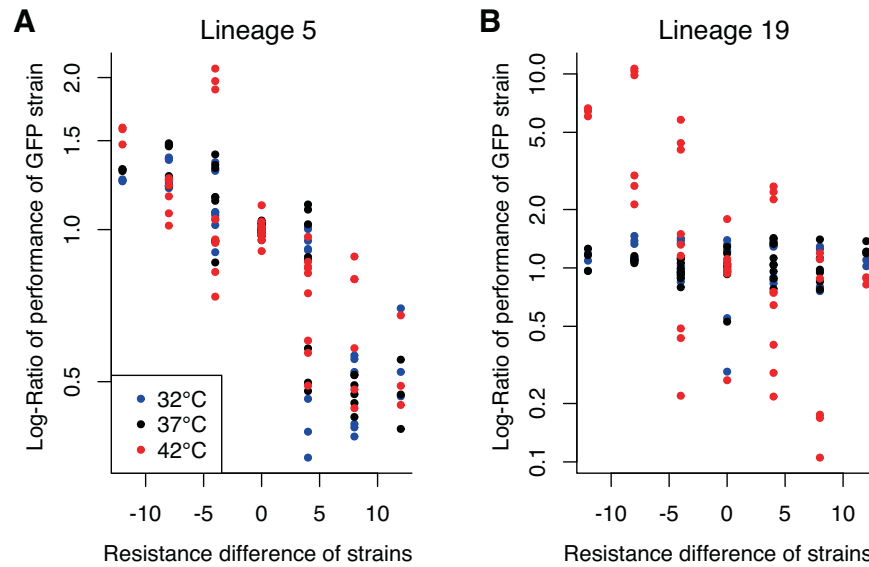 A
Lineage 5
Log-Ratio of performance of GFP strain
2.0
1.5
1.0
0.5
32°C
37°C
42°C
-10
-5
0
5
10
Resistance difference of strains
B
Lineage 19
Log-Ratio of performance of GFP strain
10.0
5.0
2.0
1.0
0.5
0.2
0.1
-10
-5
0
5
10
Resistance difference of strains